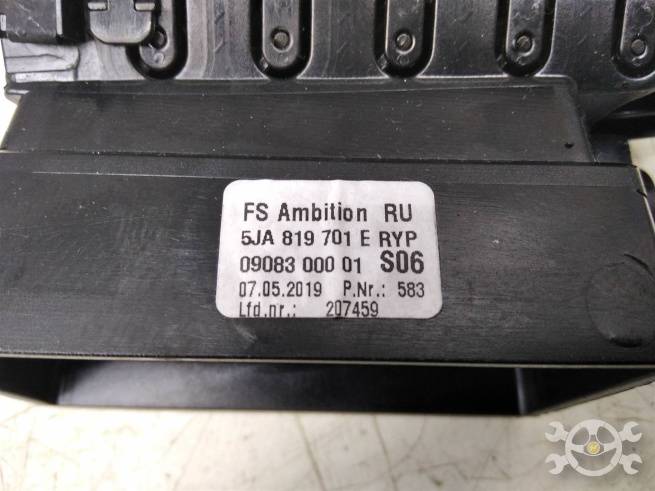 FS Ambition RU
5JA 819 701 E RYP
09083 000 01 S06
07.05.2019 P.Nr.: 583
Lfd.nr.: 207459